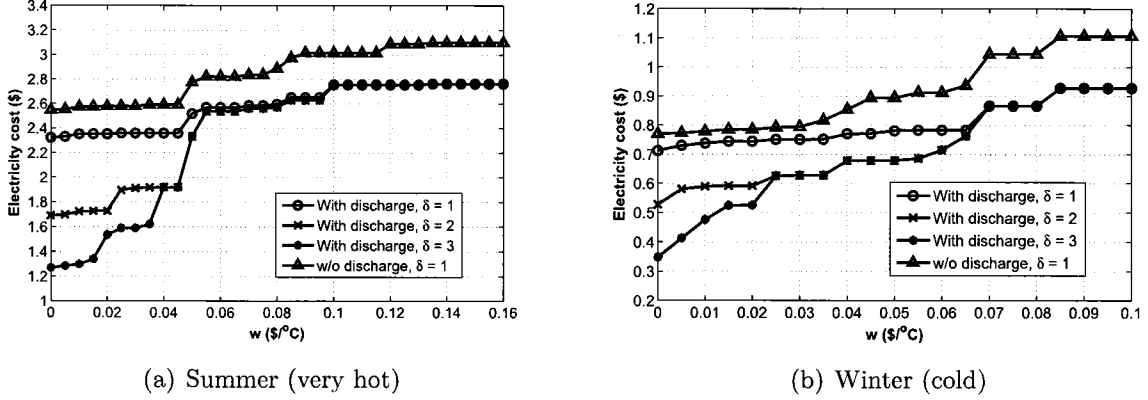 3.4
3.2
3
2.8
2.6
2.4
2.2
2
1.8
1.6
1.4
1.2
1
Electricity cost ($)
With discharge, δ = 1
With discharge, δ = 2
With discharge, δ = 3
w/o discharge, δ = 1
0 0.02 0.04 0.06 0.08 0.1 0.12 0.14 0.16
w ($/°C)
(a) Summer (very hot)
1.2
1.1
1
0.9
0.8
0.7
0.6
0.5
0.4
0.3
0.2
Electricity cost ($)
With discharge, δ = 1
With discharge, δ = 2
With discharge, δ = 3
w/o discharge, δ = 1
0 0.01 0.02 0.03 0.04 0.05 0.06 0.07 0.08 0.09 0.1
w ($/°C)
(b) Winter (cold)